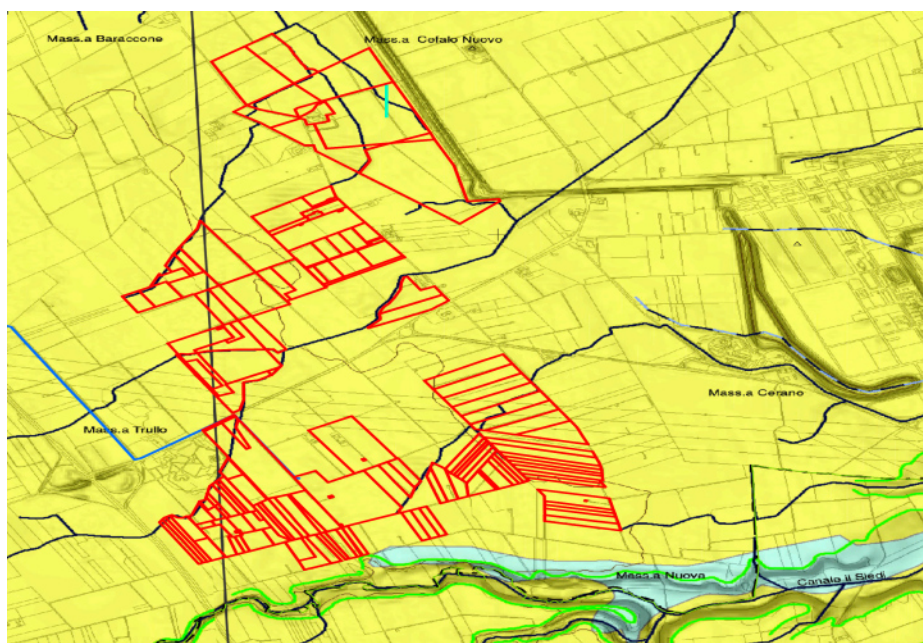 Mass.a Baraccone
Mass.a Cefalo Nuovo
Mass.a Cerano
Mass.a Trullo
Mass.a Nuova
Canale il Siedi